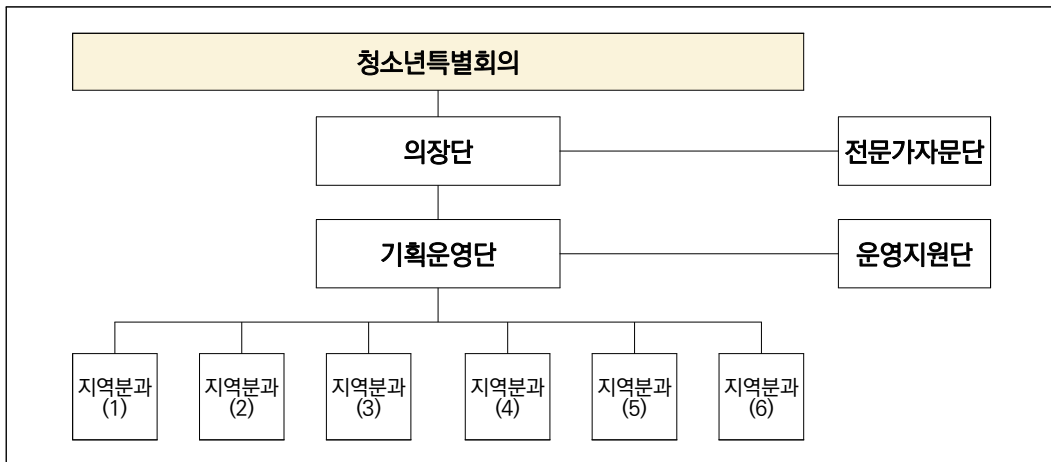 청소년특별회의
의장단
전문가자문단
기획운영단
운영지원단
지역분과
(1)
지역분과
(2)
지역분과
(3)
지역분과
(4)
지역분과
(5)
지역분과
(6)